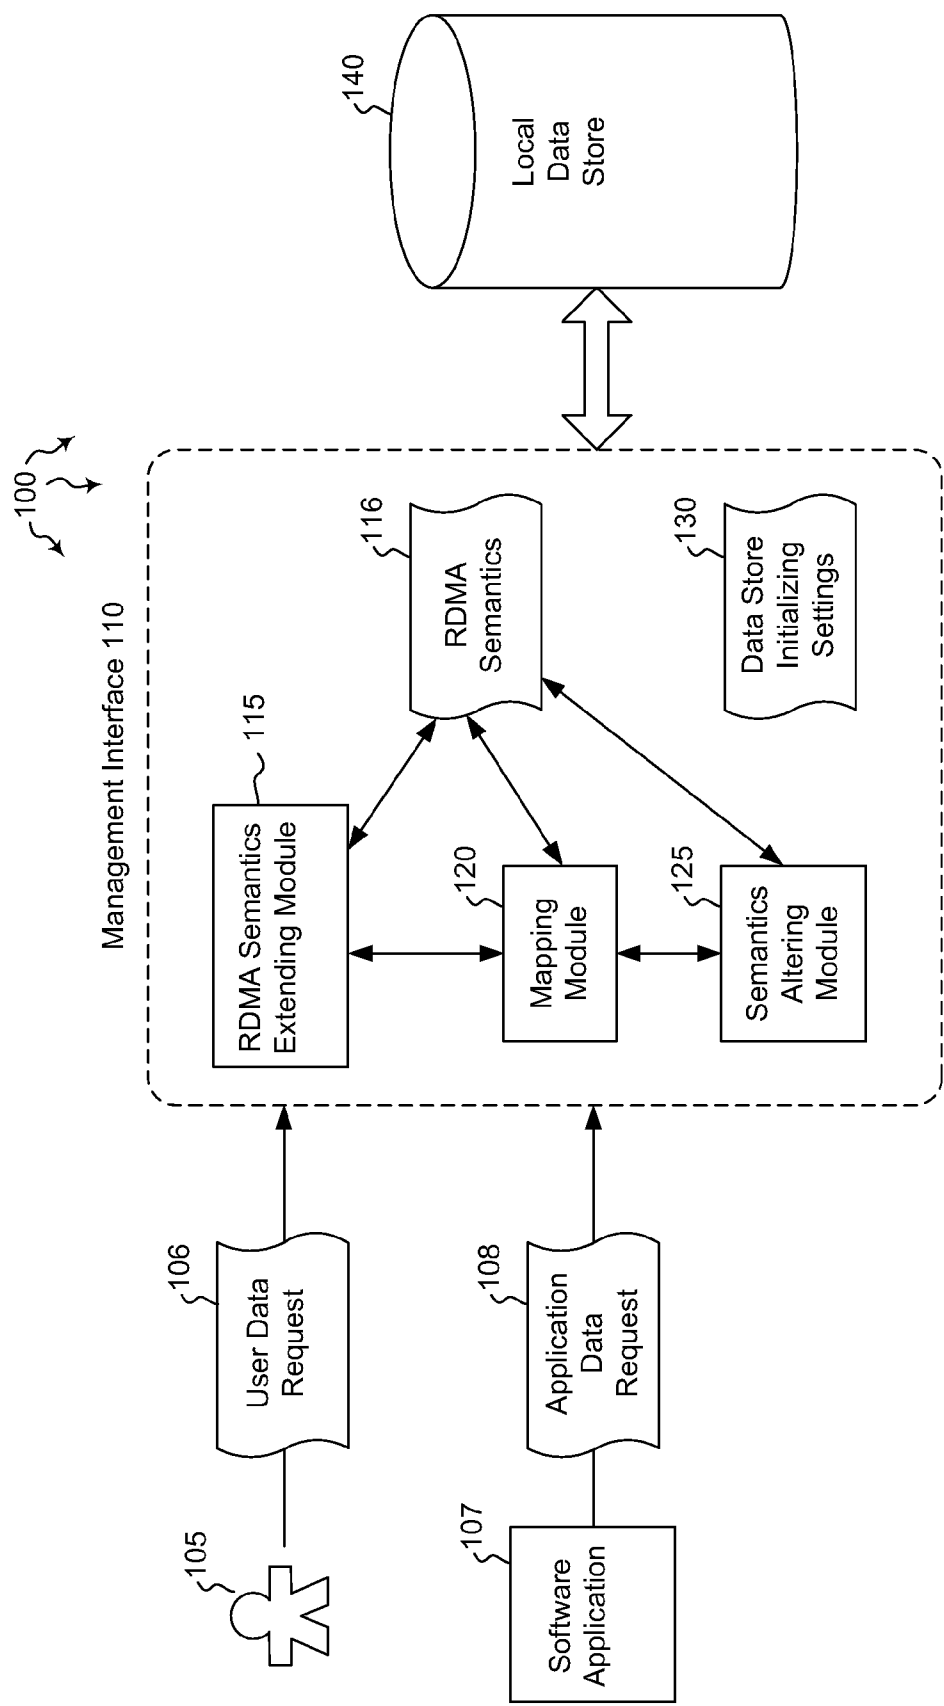 100
Management Interface 110
105
106
User Data
Request
107
Software
Application
108
Application
Data
Request
115
RDMA Semantics
Extending Module
116
RDMA
Semantics
120
Mapping
Module
125
Semantics
Altering
Module
130
Data Store
Initializing
Settings
140
Local
Data
Store